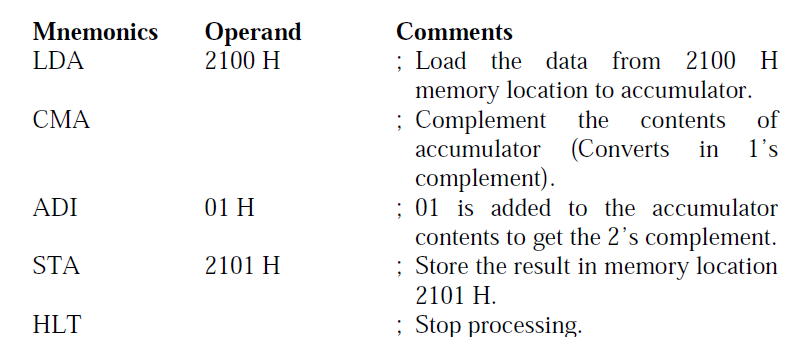 Mnemonics Operand Comments
LDA 2100 H ; Load the data from 2100 H
memory location to accumulator.
CMA ; Complement the contents of
accumulator (Converts in 1’s
complement).
ADI 01 H ; 01 is added to the accumulator
contents to get the 2’s complement.
STA 2101 H ; Store the result in memory location
2101 H.
HLT ; Stop processing.